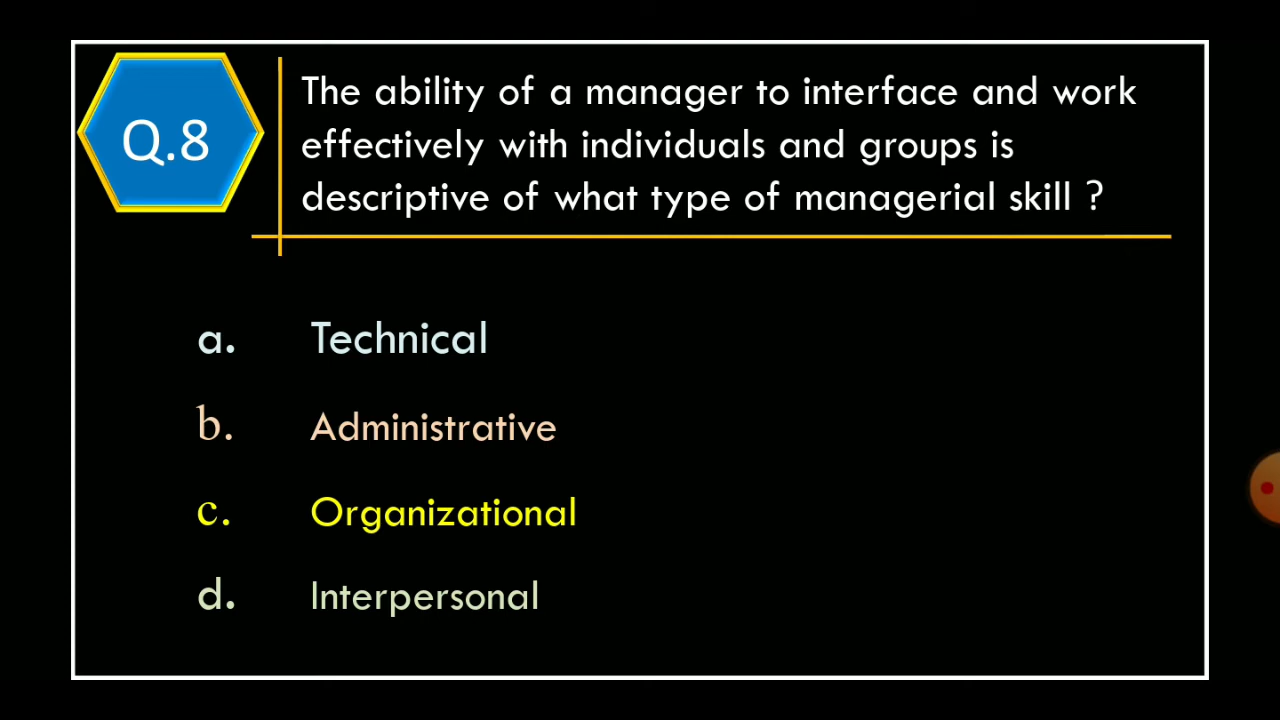 Q.8
The ability of a manager to interface and work
effectively with individuals and groups is
descriptive of what type of managerial skill ?
a. Technical
b. Administrative
c. Organizational
d. Interpersonal